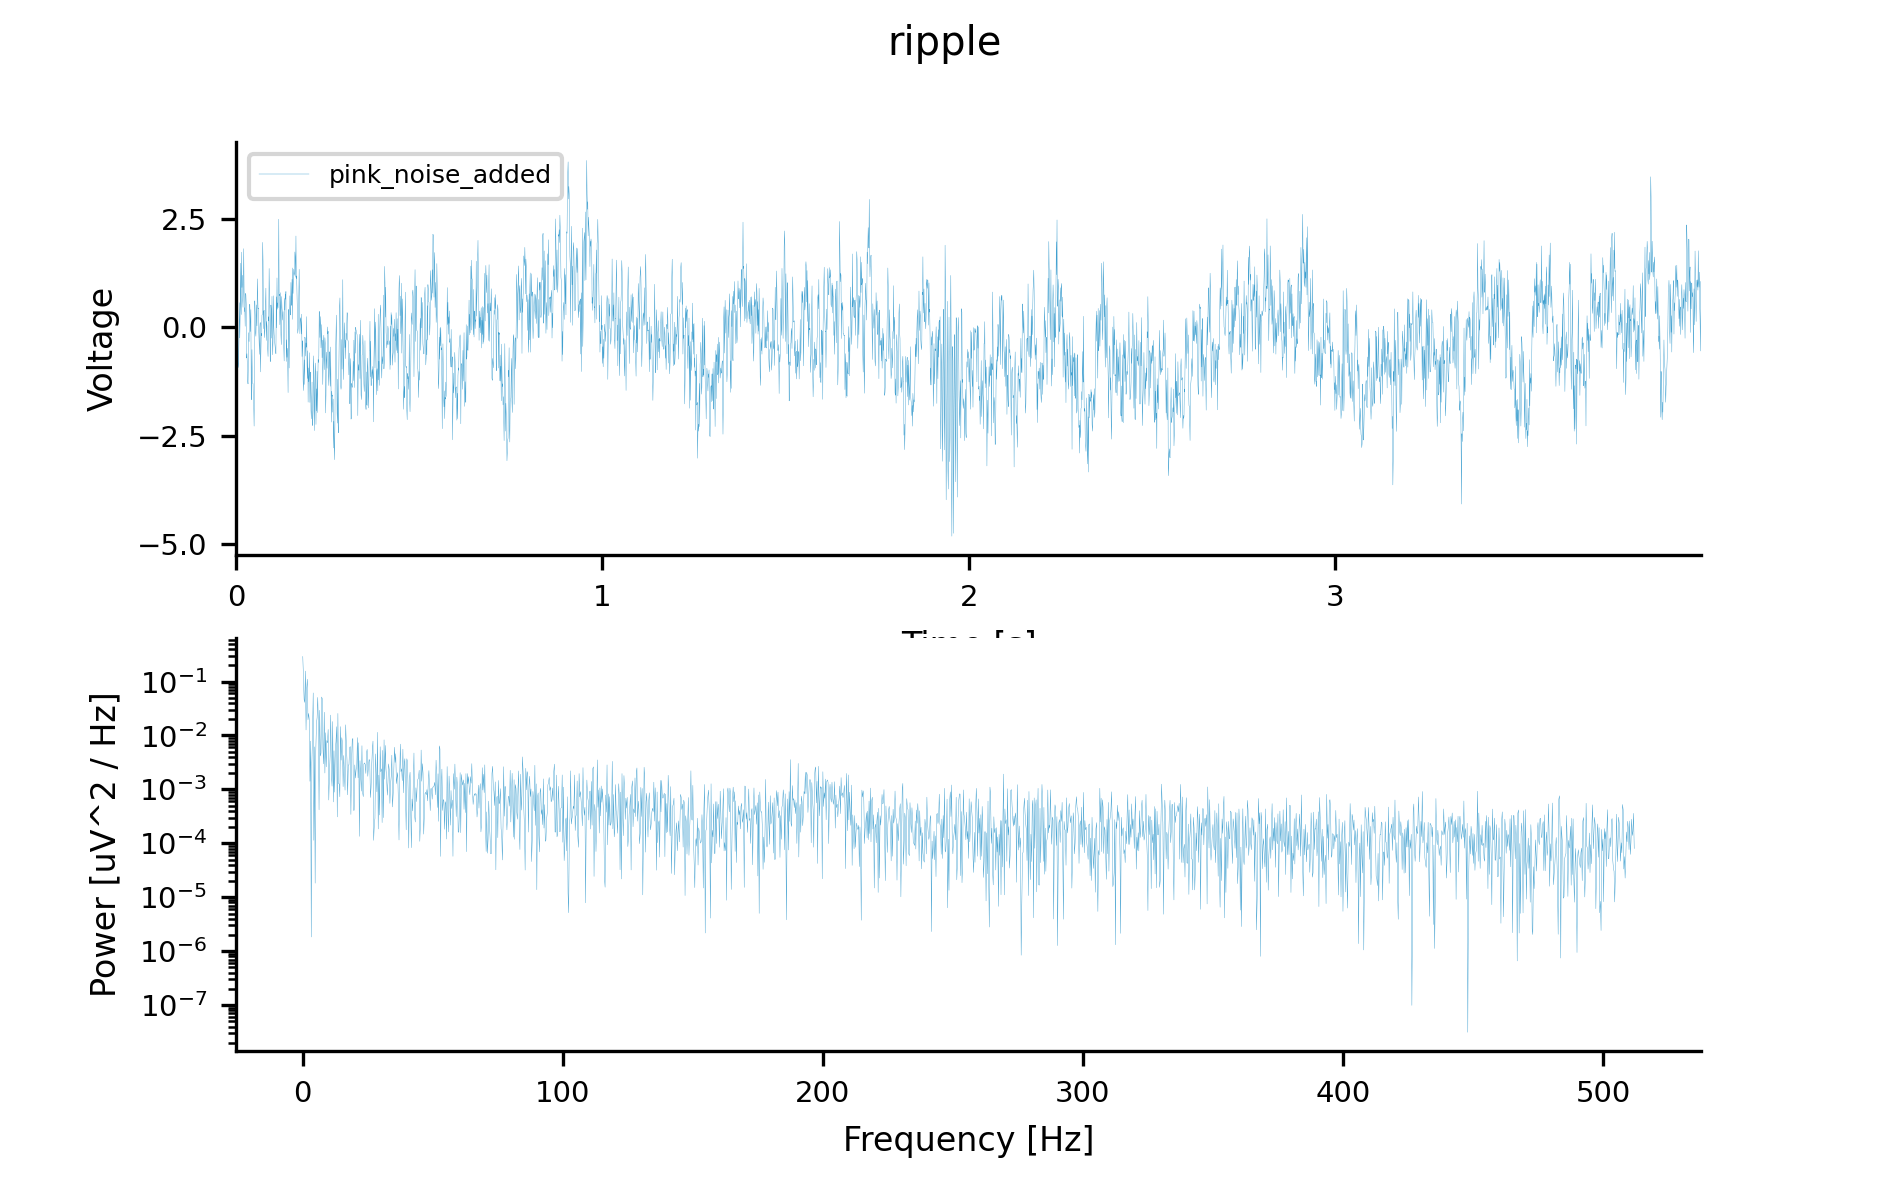 ripple
pink_noise_added
Voltage
2.5
0.0
−2.5
−5.0
0 1 2 3
Power [uV^2 / Hz]
10⁻¹
10⁻²
10⁻³
10⁻⁴
10⁻⁵
10⁻⁶
10⁻⁷
0 100 200 300 400 500
Frequency [Hz]